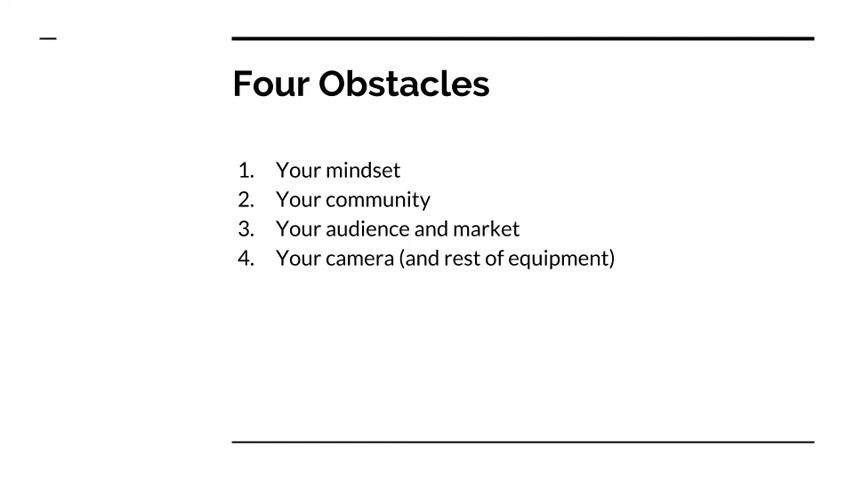 Four Obstacles
1. Your mindset
2. Your community
3. Your audience and market
4. Your camera (and rest of equipment)